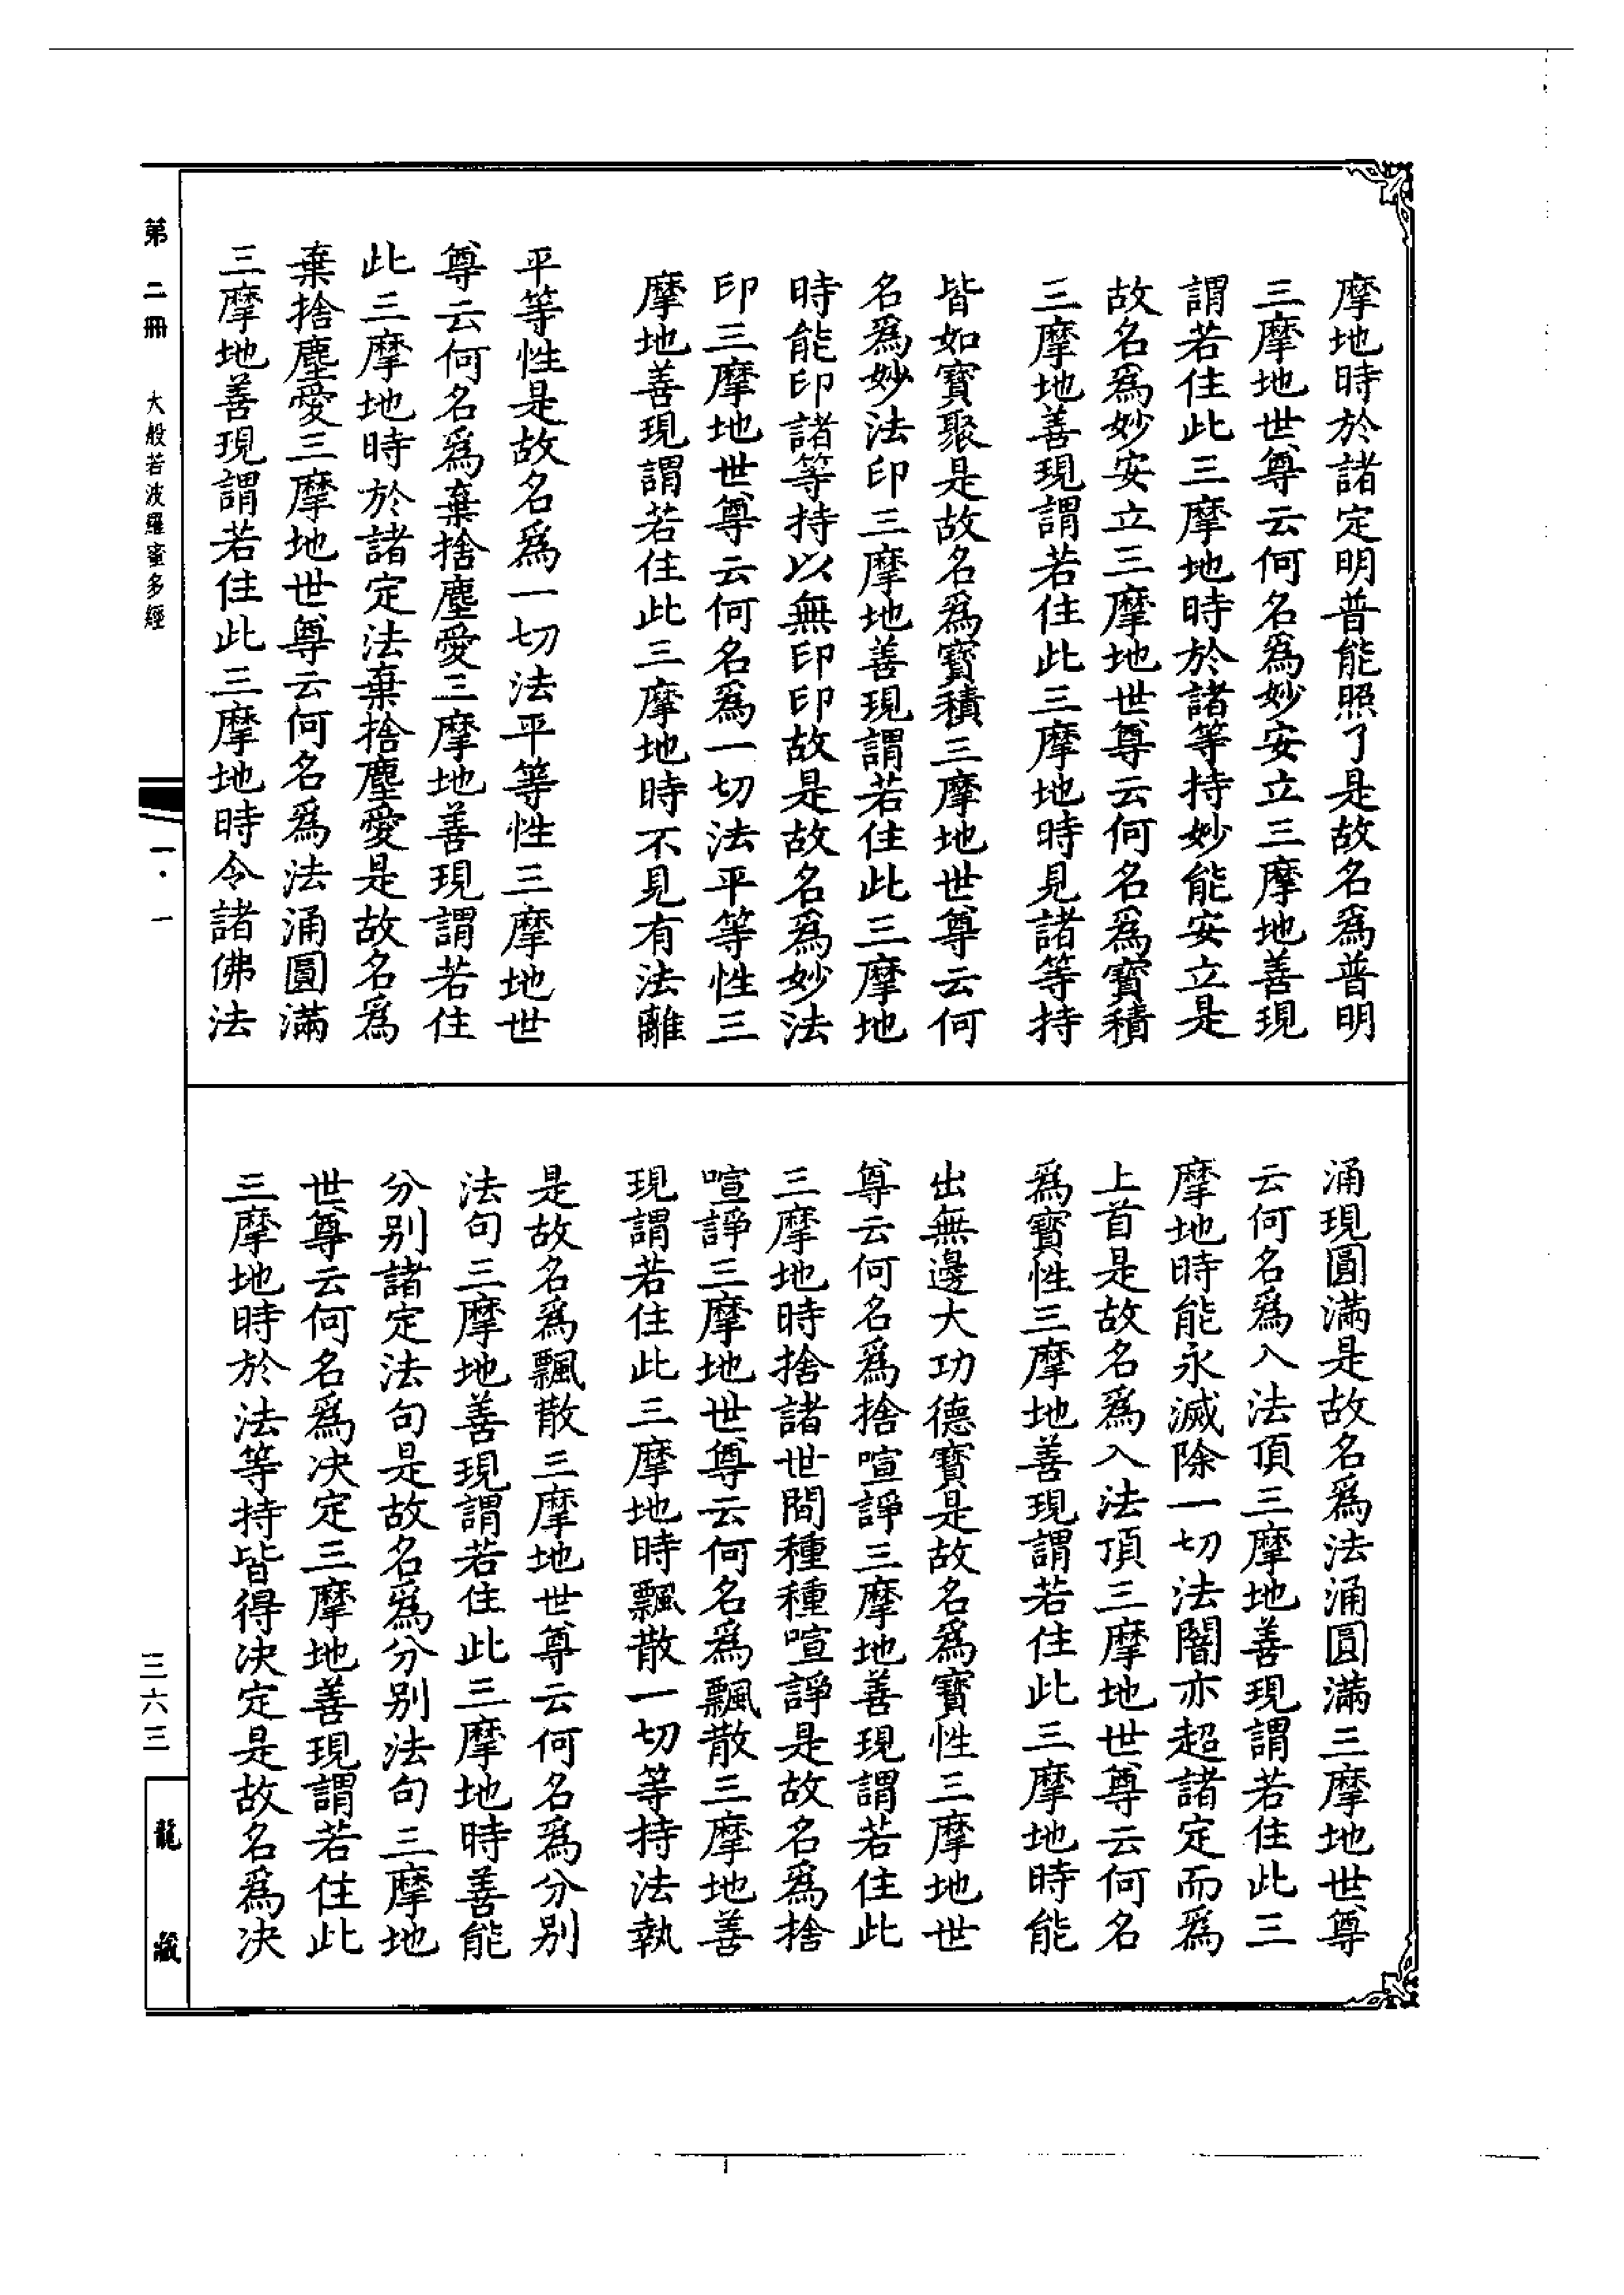 摩地時於諸定明普能照了是故名爲普明
三摩地世尊云何名爲妙安立三摩地善現
謂若住此三摩地時於諸等持妙能安立是
故名爲妙安立三摩地世尊云何名爲寶積
三摩地善現謂若住此三摩地時見諸等持
皆如寶聚是故名爲寶積三摩地世尊云何
名爲妙法印三摩地善現謂若住此三摩地
時能印諸等持以無印印故是故名爲妙法
印三摩地世尊云何名爲一切法平等性三
摩地善現謂若住此三摩地時不見有法離
平等性是故名爲一切法平等性三摩地世
尊云何名爲棄捨塵愛三摩地善現謂若住
此三摩地時於諸定法棄捨塵愛是故名爲
棄捨塵愛三摩地世尊云何名爲法涌圓滿
三摩地善現謂若住此三摩地時令諸佛法
涌現圓滿是故名爲法涌圓滿三摩地世尊
云何名爲入法頂三摩地善現謂若住此三
摩地時能永滅除一切法闇亦超諸定而爲
上首是故名爲入法頂三摩地世尊云何名
爲寶性三摩地善現謂若住此三摩地時能
出無邊大功德寶是故名爲寶性三摩地世
尊云何名爲捨喧諍三摩地善現謂若住此
三摩地時捨諸世間種種喧諍是故名爲捨
喧諍三摩地世尊云何名爲飄散三摩地善
現謂若住此三摩地時飄散一切等持法執
是故名爲飄散三摩地世尊云何名爲分别
法句三摩地善現謂若住此三摩地時善能
分别諸定法句是故名爲分别法句三摩地
世尊云何名爲决定三摩地善現謂若住此
三摩地時於法等持皆得决定是故名爲决
第二冊 大般若波羅蜜多經
一·一
三六三
龍藏